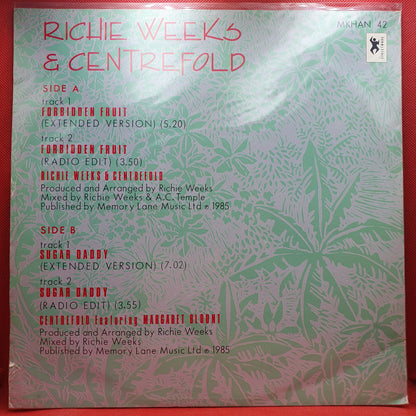 RICHIE WEEKS
& CENTREFOLD
MKHAN 42
SIDE A
track 1
FORBIDDEN FRUIT
(EXTENDED VERSION) (5.20)
track 2
FORBIDDEN FRUIT
(RADIO EDIT) (3.50)
RICHIE WEEKS & CENTREFOLD
Produced and Arranged by Richie Weeks
Mixed by Richie Weeks & A.C. Temple
Published by Memory Lane Music Ltd ℗ 1985
SIDE B
track 1
SUGAR DADDY
(EXTENDED VERSION) (7.02)
track 2
SUGAR DADDY
(RADIO EDIT) (3.55)
CENTREFOLD Featuring MARGARET BLOUNT
Produced and Arranged by Richie Weeks
Mixed by Richie Weeks
Published by Memory Lane Music Ltd ℗ 1985